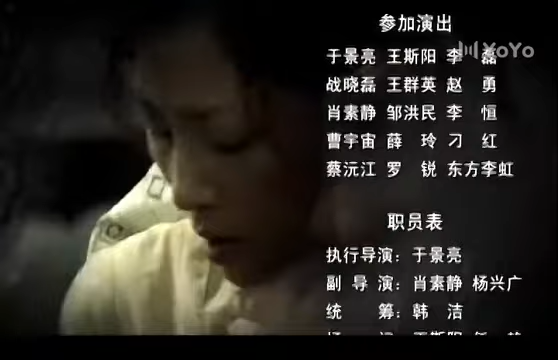 参加演出
YoYo
于景亮 王斯阳 李 磊
战晓磊 王群英 赵 勇
肖素静 邹洪民 李 恒
曹宇宙 薛 玲 刁 红
蔡沅江 罗 锐 东方李虹
职员表
执行导演：于景亮
副 导 演：肖素静 杨兴广
统 筹：韩 洁